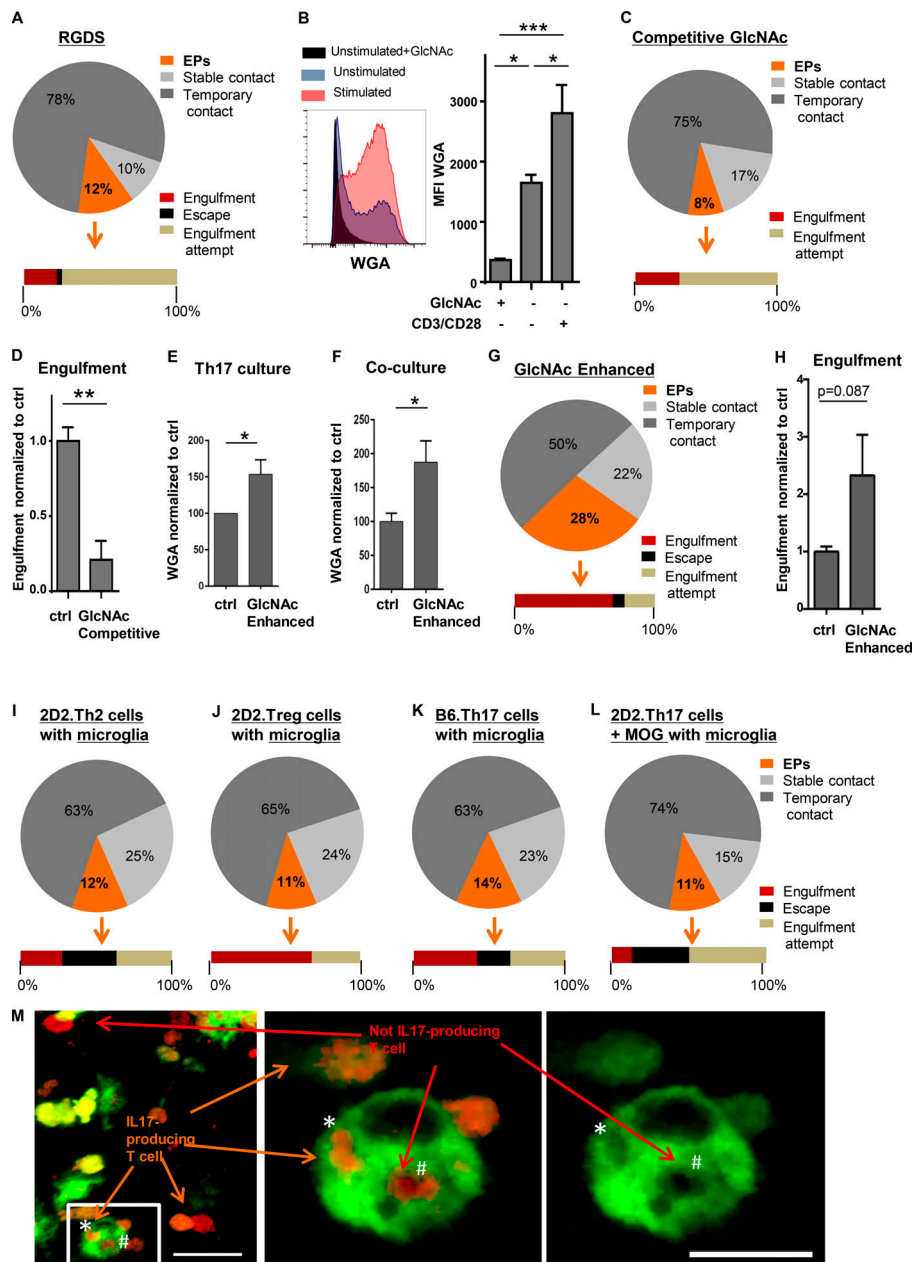 A
RGDS
EPs
Stable contact
Temporary
contact
78%
10%
12%
Engulfment
Escape
Engulfment
attempt
0%
100%
B
Unstimulated+GlcNAc
Unstimulated
Stimulated
WGA
***
*
*
MFI WGA
3000
2000
1000
0
GlcNAc
+
-
-
CD3/CD28
-
-
+
C
Competitive GlcNAc
EPs
Stable contact
Temporary
contact
75%
17%
8%
Engulfment
Engulfment
attempt
0%
100%
D
Engulfment
**
Engulfment normalized to ctrl
1.0
0.5
0.0
ctrl
GlcNAc
Competitive
E
Th17 culture
*
WGA normalized to ctrl
200
150
100
50
0
ctrl
GlcNAc
Enhanced
F
Co-culture
*
WGA normalized to ctrl
250
200
150
100
50
0
ctrl
GlcNAc
Enhanced
G
GlcNAc Enhanced
EPs
Stable contact
Temporary
contact
50%
22%
28%
Engulfment
Escape
Engulfment
attempt
0%
100%
H
Engulfment
p=0.087
Engulfment normalized to ctrl
4
3
2
1
0
ctrl
GlcNAc
Enhanced
I
2D2.Th2 cells
with microglia
63%
25%
12%
0%
100%
J
2D2.Treg cells
with microglia
65%
24%
11%
0%
100%
K
B6.Th17 cells
with microglia
63%
23%
14%
0%
100%
L
2D2.Th17 cells
+ MOG with microglia
EPs
Stable contact
Temporary
contact
74%
15%
11%
Engulfment
Escape
Engulfment
attempt
0%
100%
M
Not IL17-producing
T cell
IL17-
producing
T cell
*
#
*
#
*
#